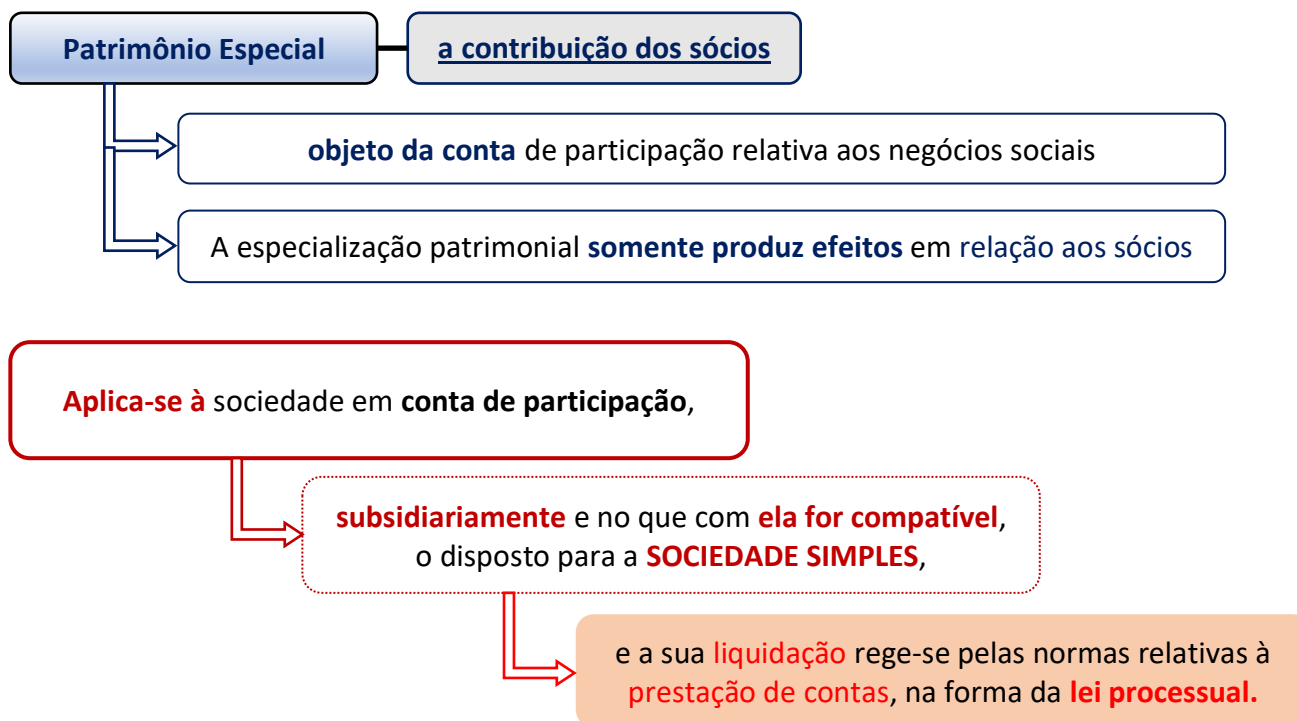 Patrimônio Especial
a contribuição dos sócios
objeto da conta de participação relativa aos negócios sociais
A especialização patrimonial somente produz efeitos em relação aos sócios
Aplica-se à sociedade em conta de participação,
subsidiariamente e no que com ela for compatível,
o disposto para a SOCIEDADE SIMPLES,
e a sua liquidação rege-se pelas normas relativas à
prestação de contas, na forma da lei processual.